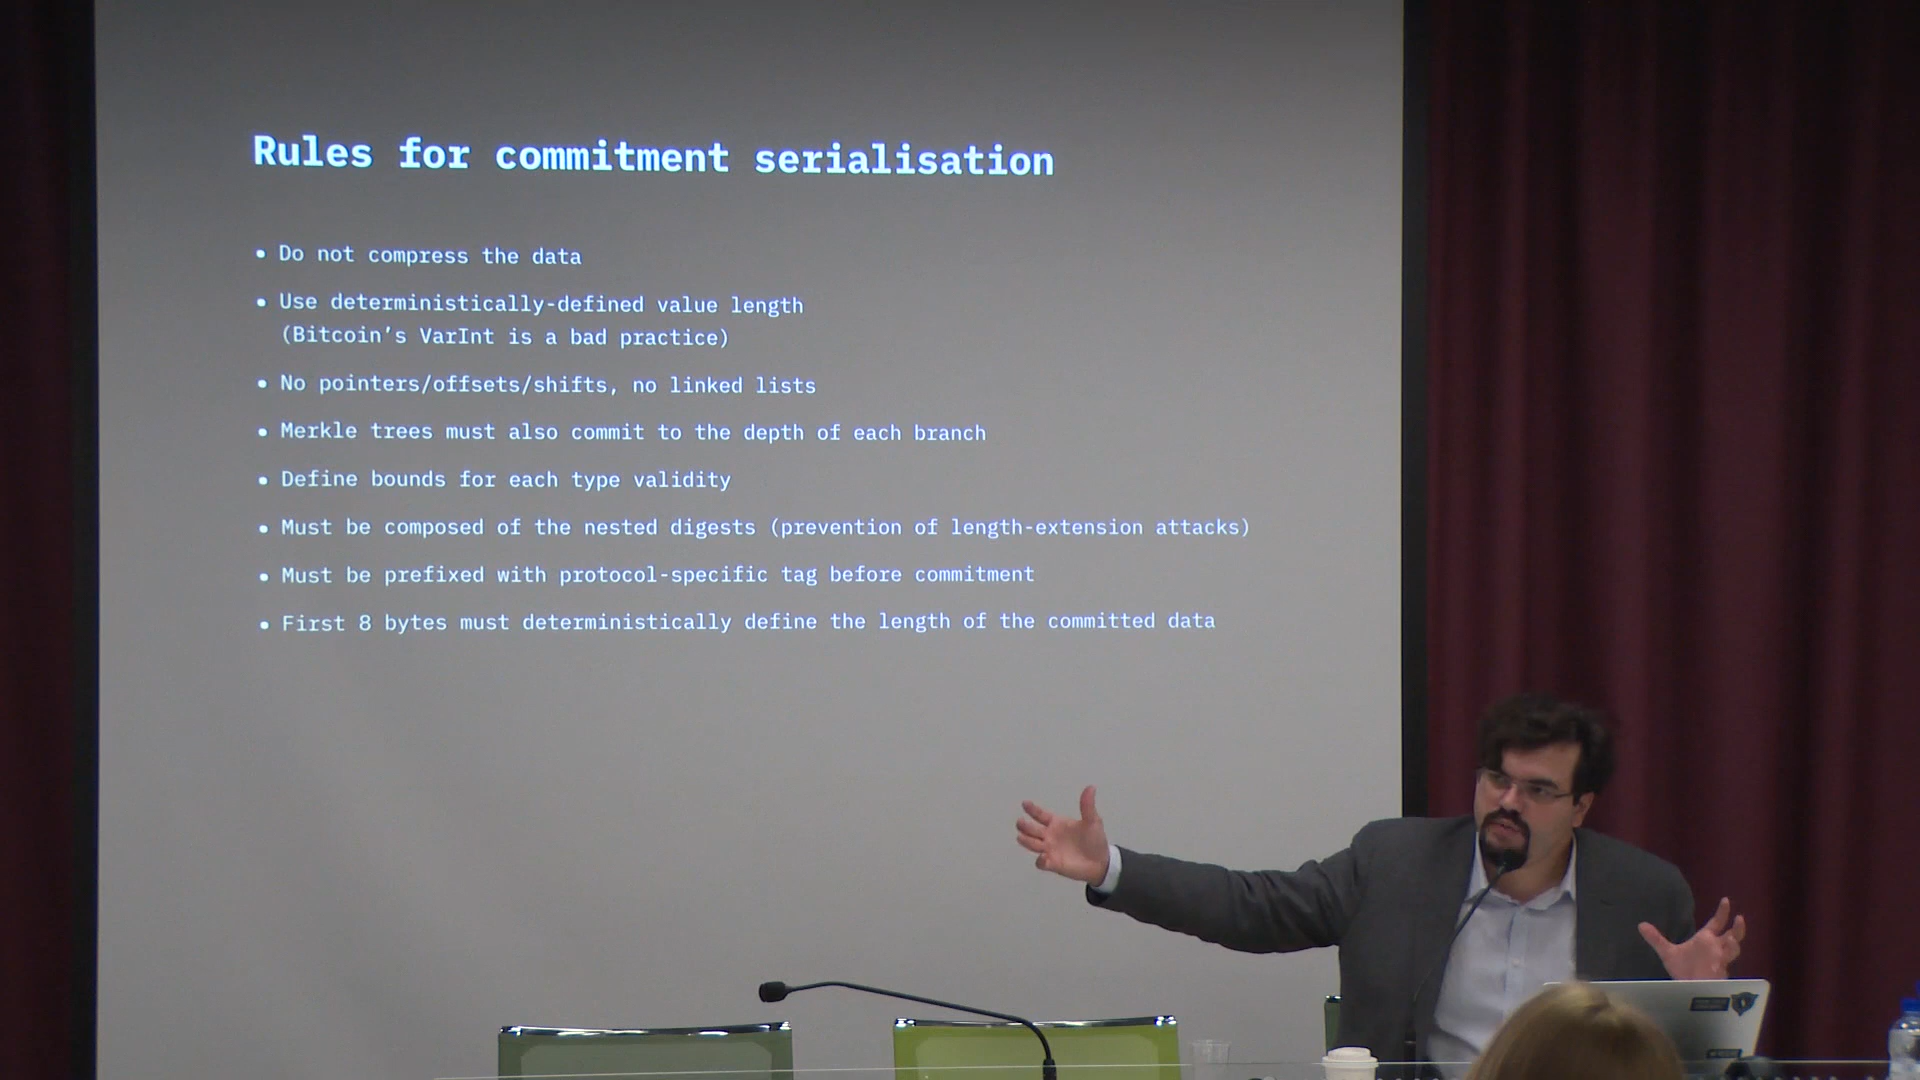 Rules for commitment serialisation
• Do not compress the data
• Use deterministically-defined value length
(Bitcoin’s VarInt is a bad practice)
• No pointers/offsets/shifts, no linked lists
• Merkle trees must also commit to the depth of each branch
• Define bounds for each type validity
• Must be composed of the nested digests (prevention of length-extension attacks)
• Must be prefixed with protocol-specific tag before commitment
• First 8 bytes must deterministically define the length of the committed data